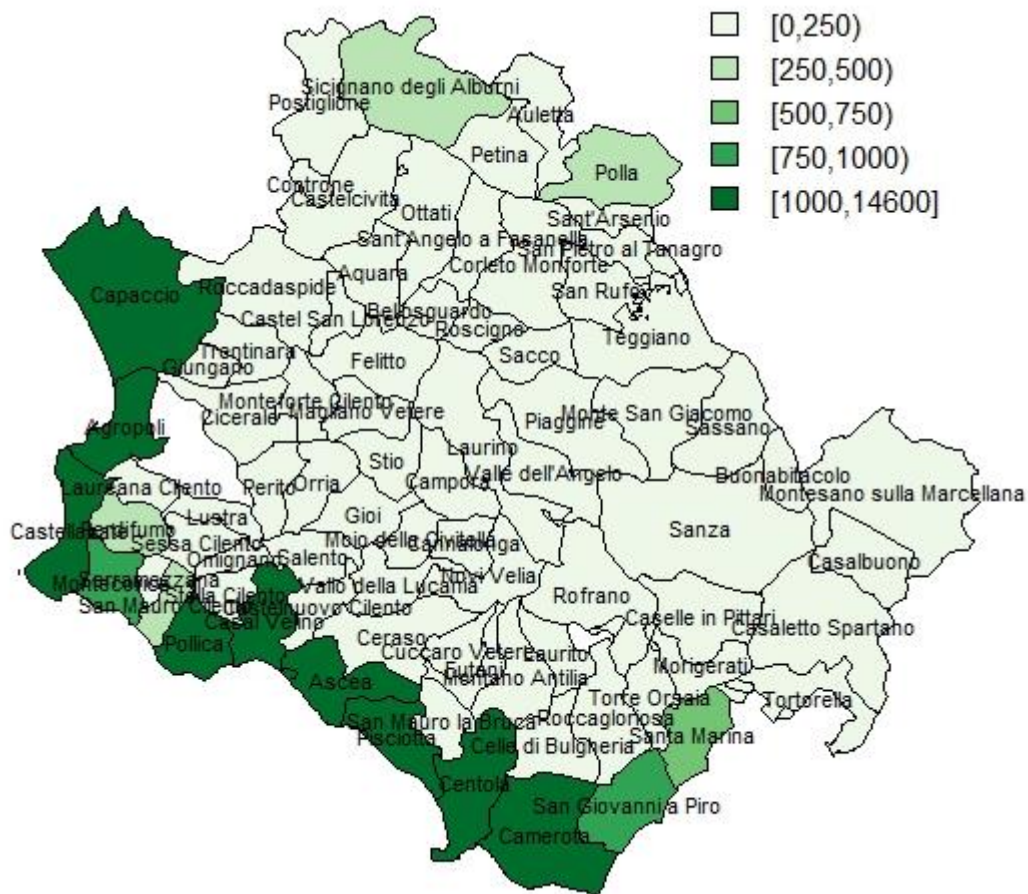 [0,250)
[250,500)
[500,750)
[750,1000)
[1000,14600]
Sicignano degli Alburni
Postiglione
Auletta
Petina
Polla
Controne
Castelcivita
Ottati
Sant'Arsenio
Sant'Angelo a Fasanella
San Pietro al Tanagro
Corleto Monforte
Aquara
Capaccio
Roccadaspide
San Rufo
Bellosguardo
Castel San Lorenzo
Roscigno
Teggiano
Trentinara
Sacco
Giungano
Felitto
Monteforte Cilento
Magliano Vetere
Cicerale
Monte San Giacomo
Piaggine
Sassano
Agropoli
Laurino
Stio
Valle dell'Angelo
Buonabitacolo
Campora
Laureana Cilento
Perito
Orria
Montesano sulla Marcellana
Gioi
Lustra
Castellabate
Perdifumo
Sanza
Moio della Civitella
Cannalonga
Sessa Cilento
Omignano
Salento
Casalbuono
Novi Velia
Serramezzana
Montecorice
Vallo della Lucania
Stella Cilento
Rofrano
San Mauro Cilento
Castelnuovo Cilento
Casal Velino
Caselle in Pittari
Casaletto Spartano
Pollica
Ceraso
Cuccaro Vetere
Laurito
Futani
Morigerati
Montano Antilia
Ascea
Torre Orsaia
Tortorella
San Mauro la Bruca
Roccagloriosa
Pisciotta
Santa Marina
Celle di Bulgheria
Centola
San Giovanni a Piro
Camerota